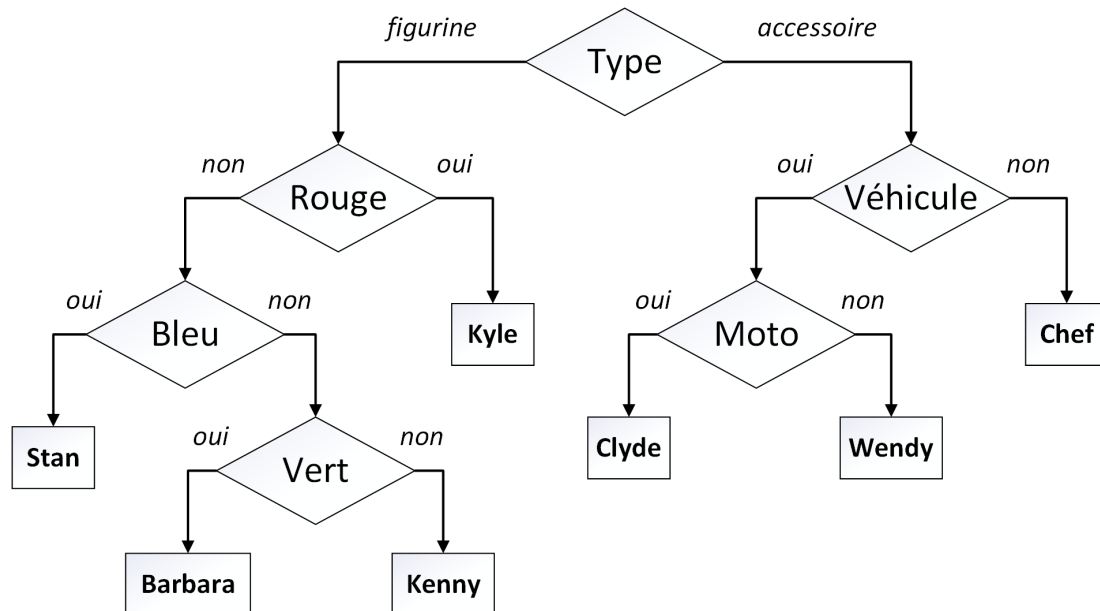 figurine
accessoire
Type
non
oui
oui
non
Rouge
Véhicule
oui
non
oui
non
Bleu
Kyle
Moto
Chef
oui
non
Stan
Vert
Clyde
Wendy
Barbara
Kenny